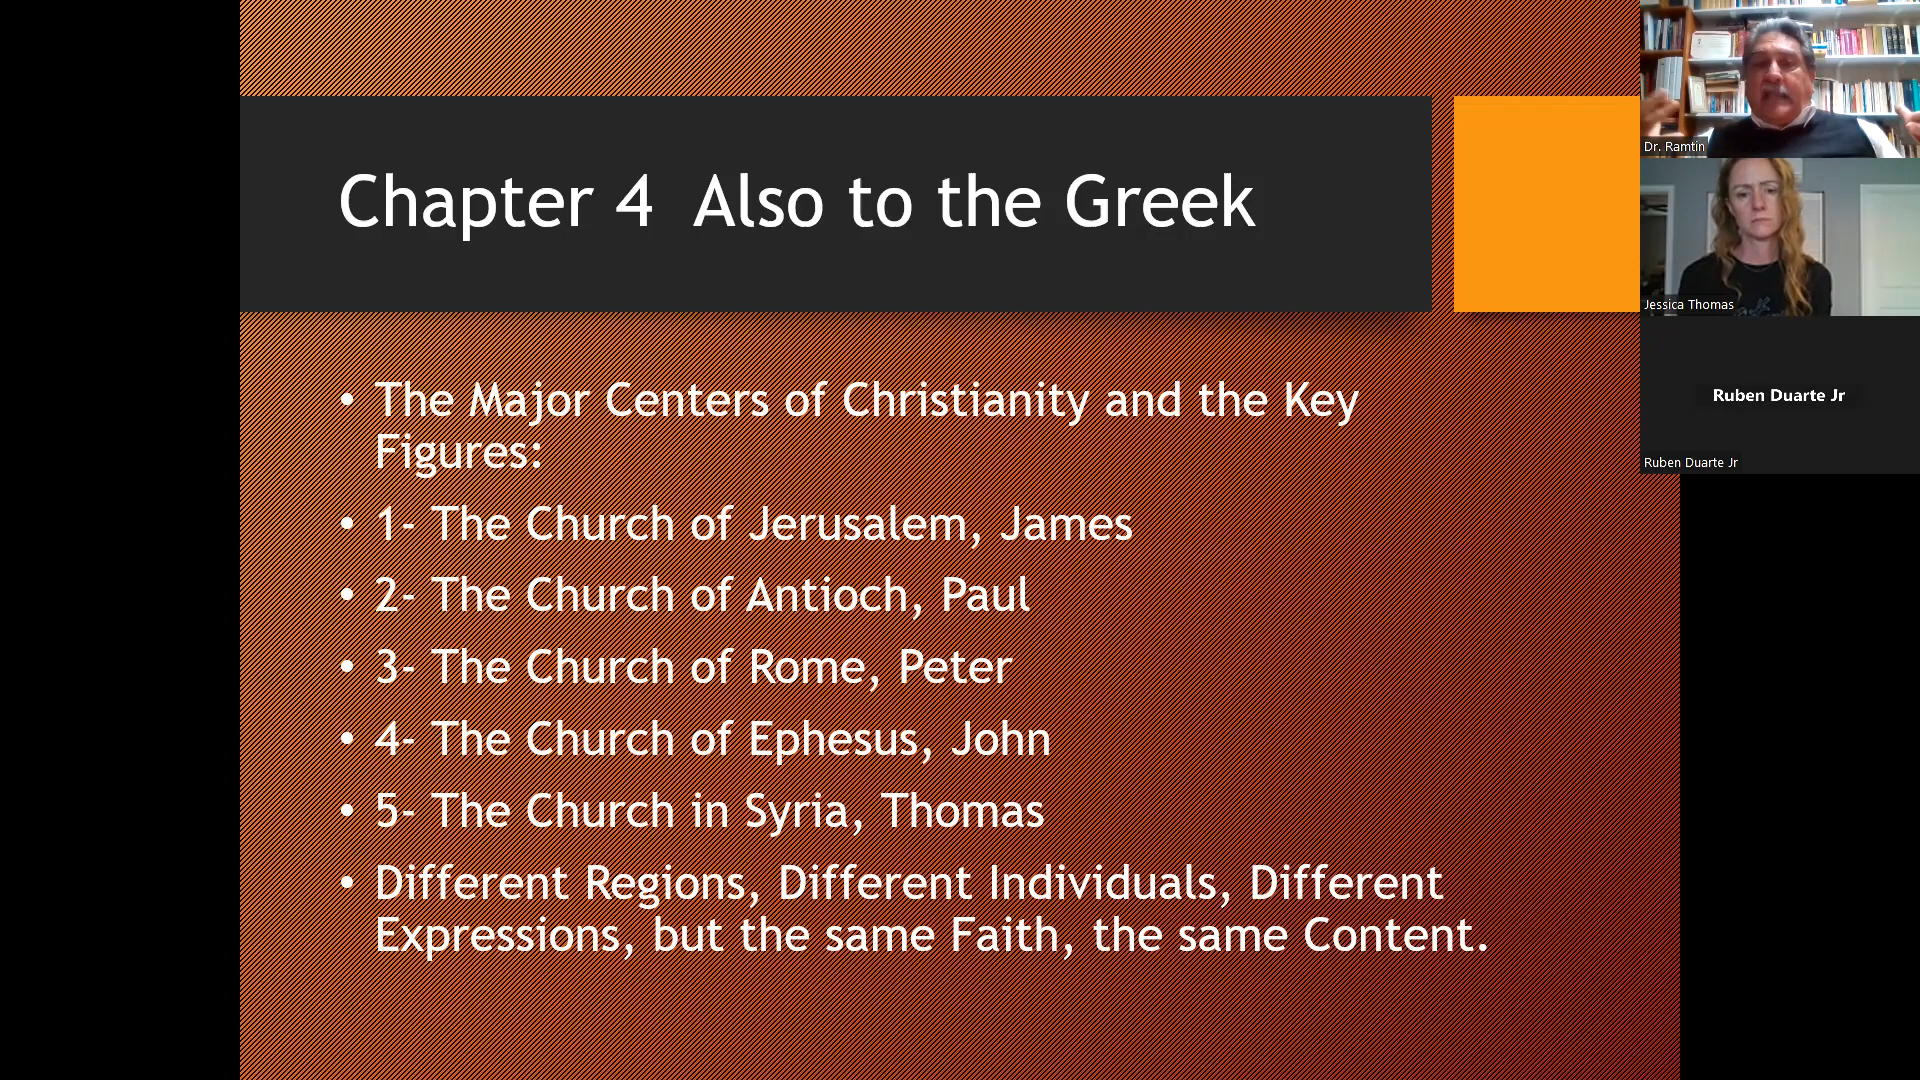 Chapter 4  Also to the Greek
• The Major Centers of Christianity and the Key
Figures:
• 1- The Church of Jerusalem, James
• 2- The Church of Antioch, Paul
• 3- The Church of Rome, Peter
• 4- The Church of Ephesus, John
• 5- The Church in Syria, Thomas
• Different Regions, Different Individuals, Different
Expressions, but the same Faith, the same Content.
Dr. Ramtin
Jessica Thomas
Ruben Duarte Jr
Ruben Duarte Jr